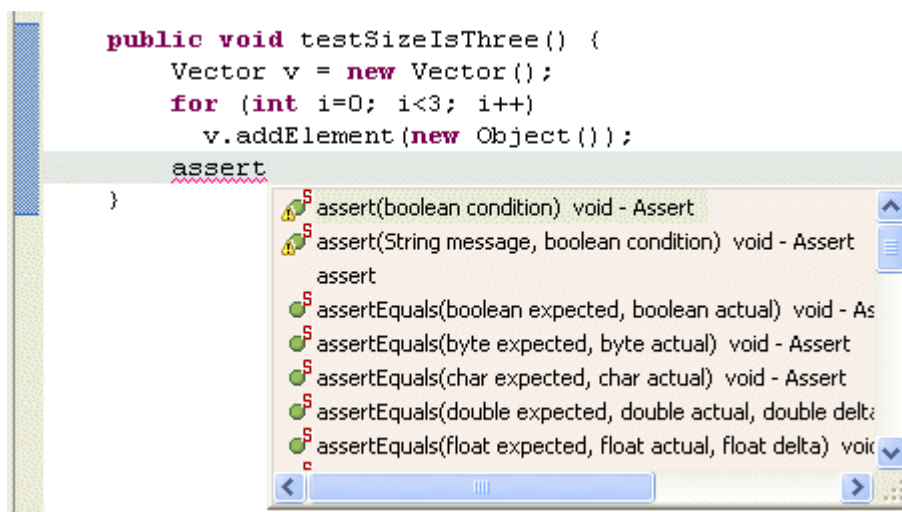 public void testSizeIsThree() {
Vector v = new Vector();
for (int i=0; i<3; i++)
v.addElement(new Object());
assert
}
S assert(boolean condition) void - Assert
S assert(String message, boolean condition) void - Assert
assert
S assertEquals(boolean expected, boolean actual) void - As
S assertEquals(byte expected, byte actual) void - Assert
S assertEquals(char expected, char actual) void - Assert
S assertEquals(double expected, double actual, double delta
S assertEquals(float expected, float actual, float delta) void